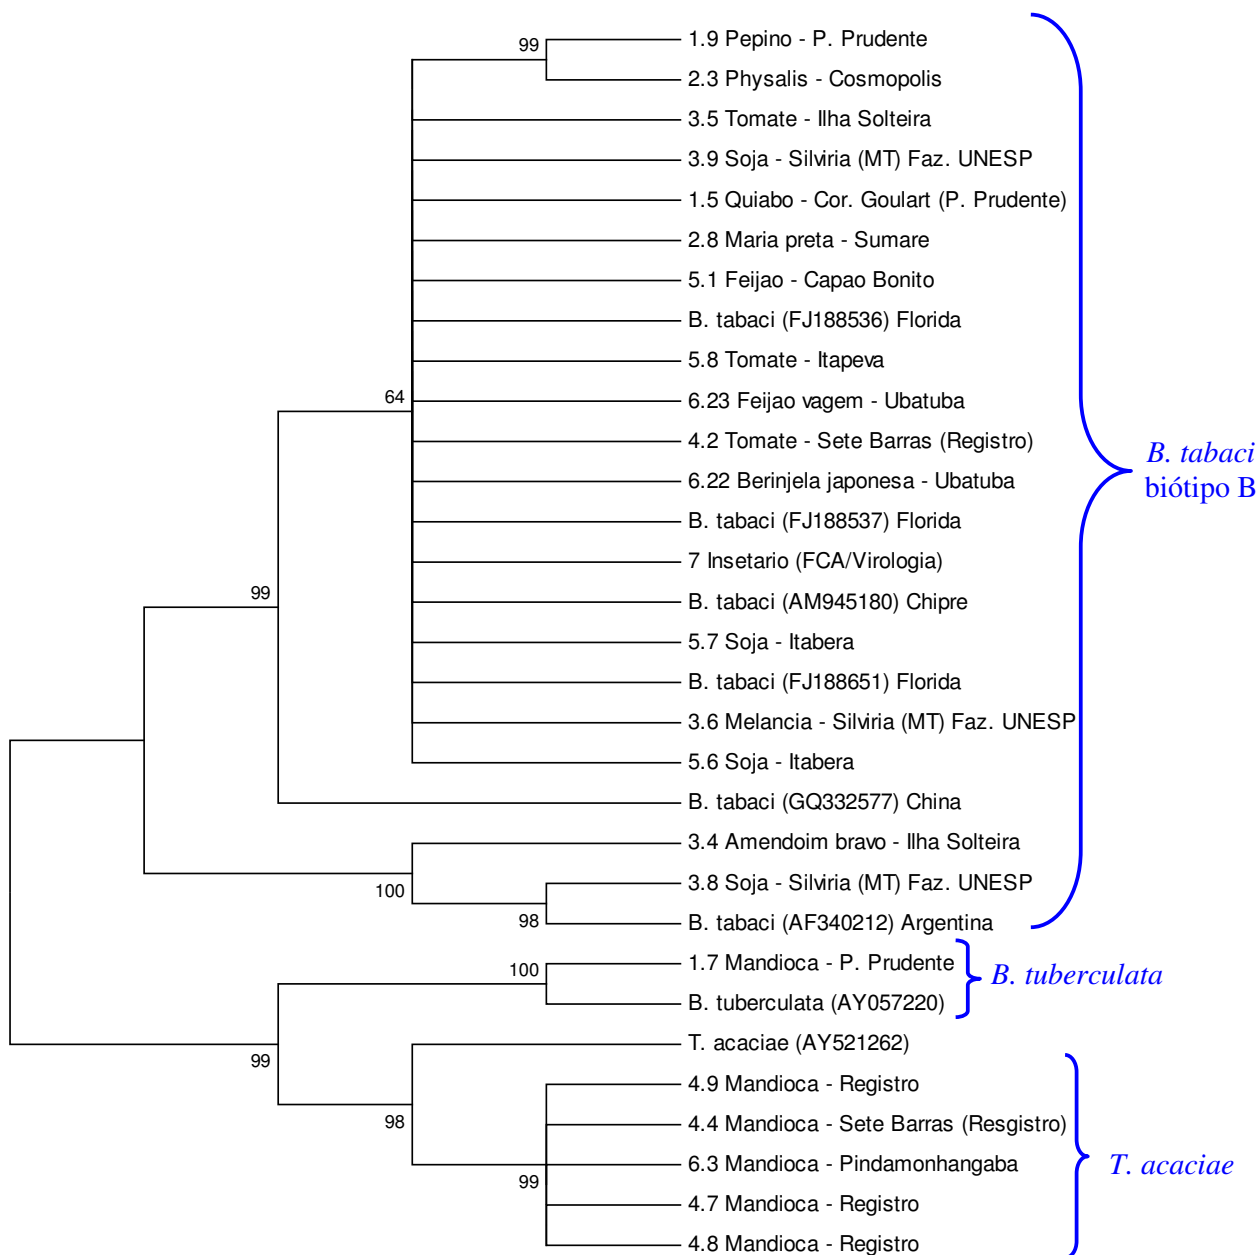 99
1.9 Pepino - P. Prudente
2.3 Physalis - Cosmopolis
3.5 Tomate - Ilha Solteira
3.9 Soja - Silviria (MT) Faz. UNESP
1.5 Quiabo - Cor. Goulart (P. Prudente)
2.8 Maria preta - Sumare
5.1 Feijao - Capao Bonito
B. tabaci (FJ188536) Florida
5.8 Tomate - Itapeva
64
6.23 Feijao vagem - Ubatuba
4.2 Tomate - Sete Barras (Registro)
B. tabaci
biótipo B
6.22 Berinjela japonesa - Ubatuba
B. tabaci (FJ188537) Florida
7 Insetario (FCA/Virologia)
99
B. tabaci (AM945180) Chipre
5.7 Soja - Itabera
B. tabaci (FJ188651) Florida
3.6 Melancia - Silviria (MT) Faz. UNESP
5.6 Soja - Itabera
B. tabaci (GQ332577) China
3.4 Amendoim bravo - Ilha Solteira
100
3.8 Soja - Silviria (MT) Faz. UNESP
98
B. tabaci (AF340212) Argentina
100
1.7 Mandioca - P. Prudente
B. tuberculata
B. tuberculata (AY057220)
99
T. acaciae (AY521262)
4.9 Mandioca - Registro
98
4.4 Mandioca - Sete Barras (Resgistro)
6.3 Mandioca - Pindamonhangaba
T. acaciae
99
4.7 Mandioca - Registro
4.8 Mandioca - Registro